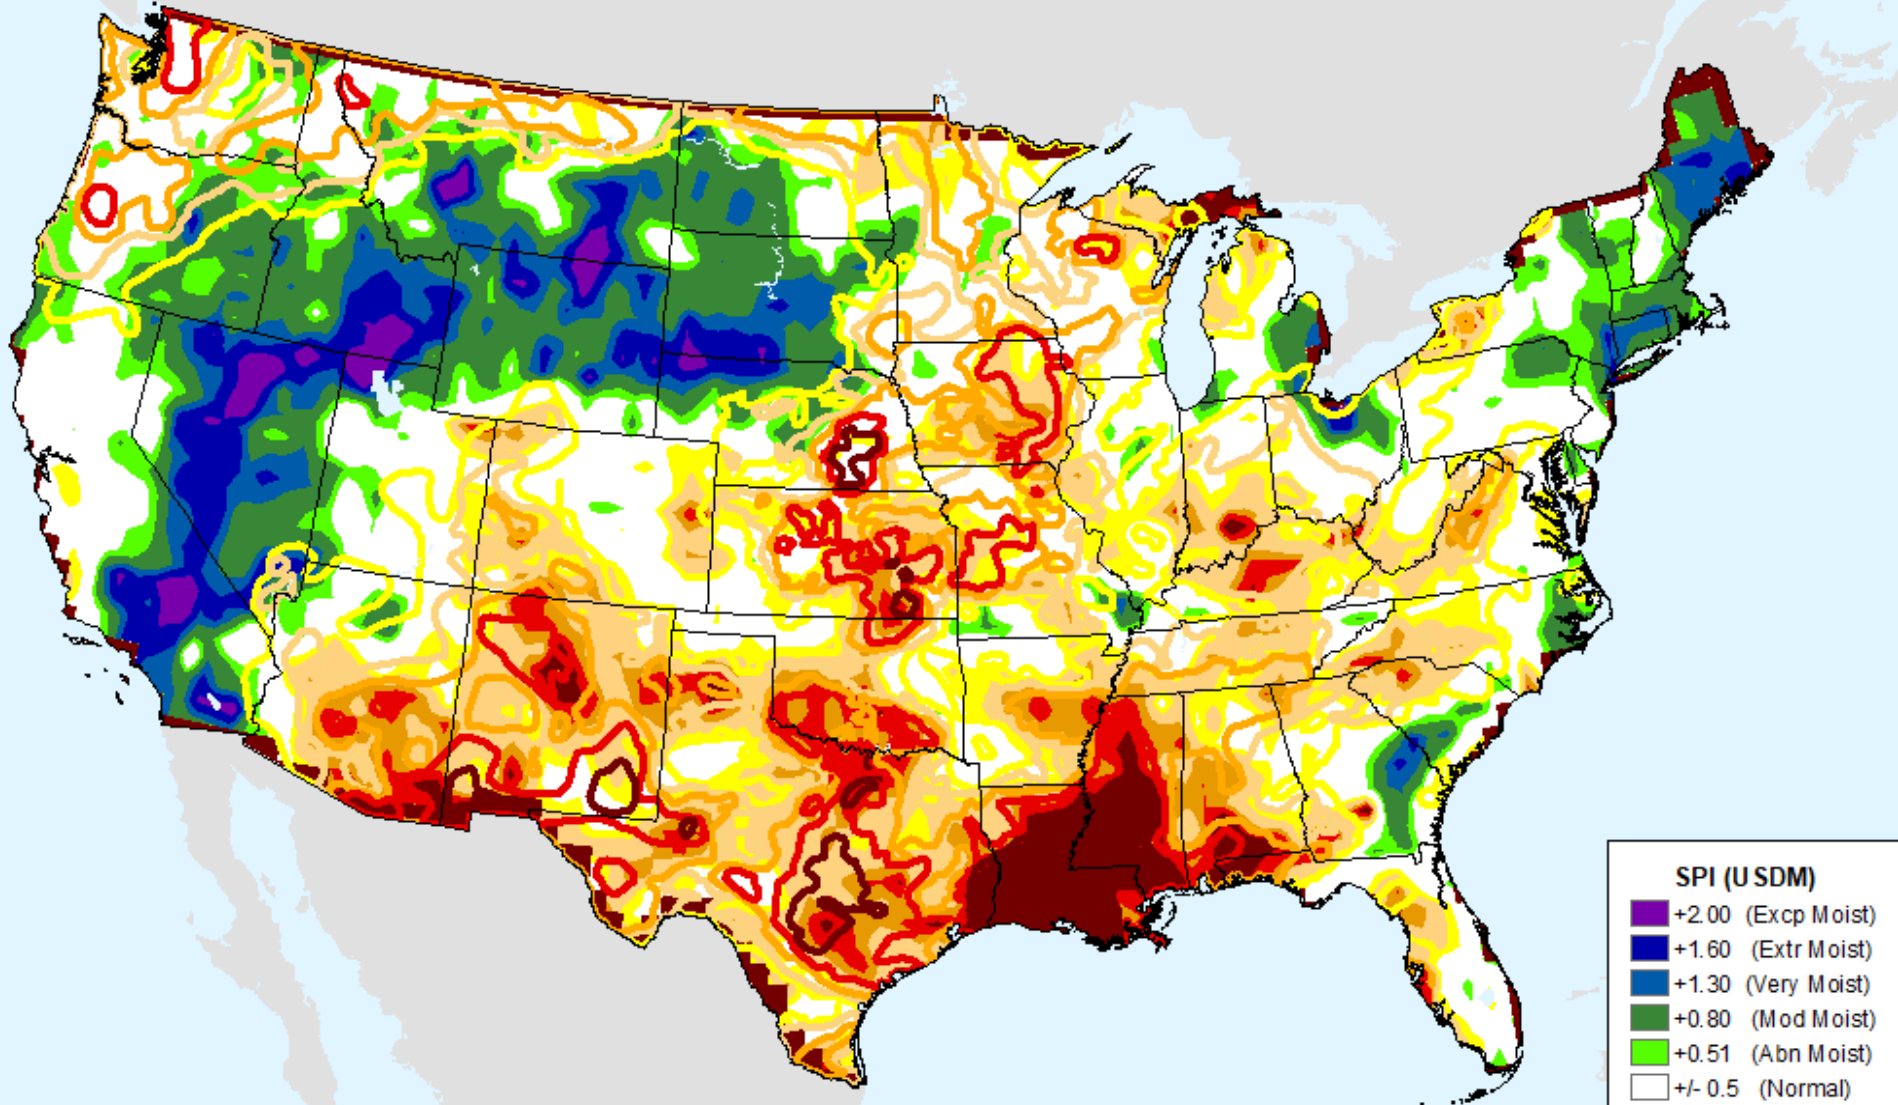 SPI (USDM)
+2.00 (Excp Moist)
+1.60 (Extr Moist)
+1.30 (Very Moist)
+0.80 (Mod Moist)
+0.51 (Abn Moist)
+/- 0.5 (Normal)